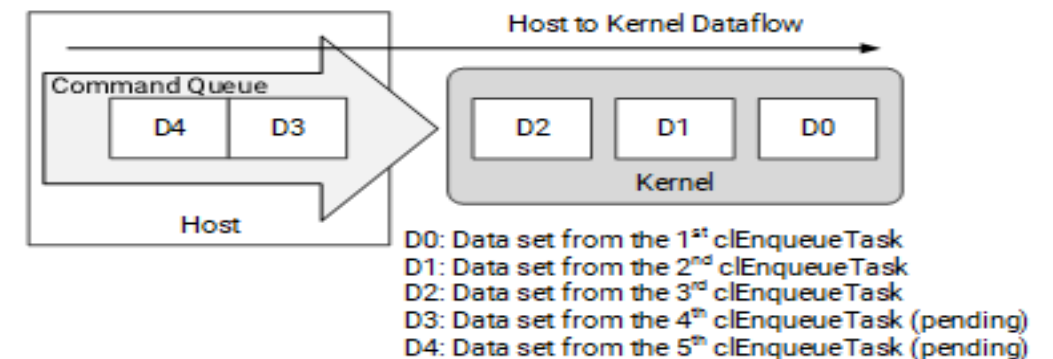 Host to Kernel Dataflow
Command Queue
D4 D3 D2 D1 D0
Kernel
Host
D0: Data set from the 1st clEnqueueTask
D1: Data set from the 2nd clEnqueueTask
D2: Data set from the 3rd clEnqueueTask
D3: Data set from the 4th clEnqueueTask (pending)
D4: Data set from the 5th clEnqueueTask (pending)